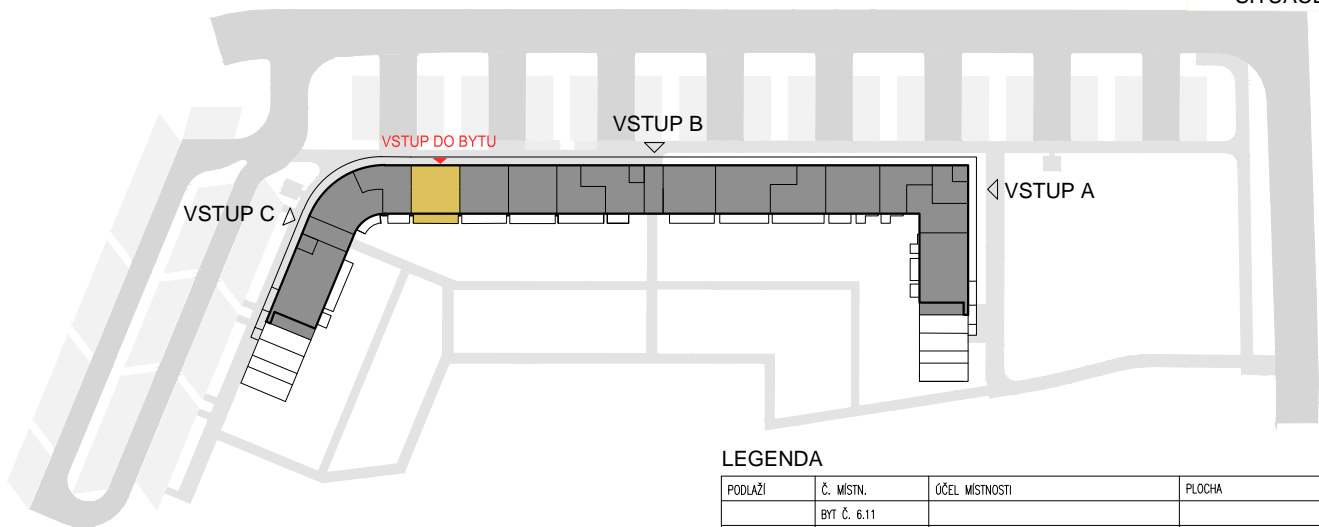 VSTUP B
VSTUP DO BYTU
VSTUP A
VSTUP C
LEGENDA
PODLAŽÍ Č. MÍSTN. ÚČEL MÍSTNOSTI PLOCHA
BYT Č. 6.11